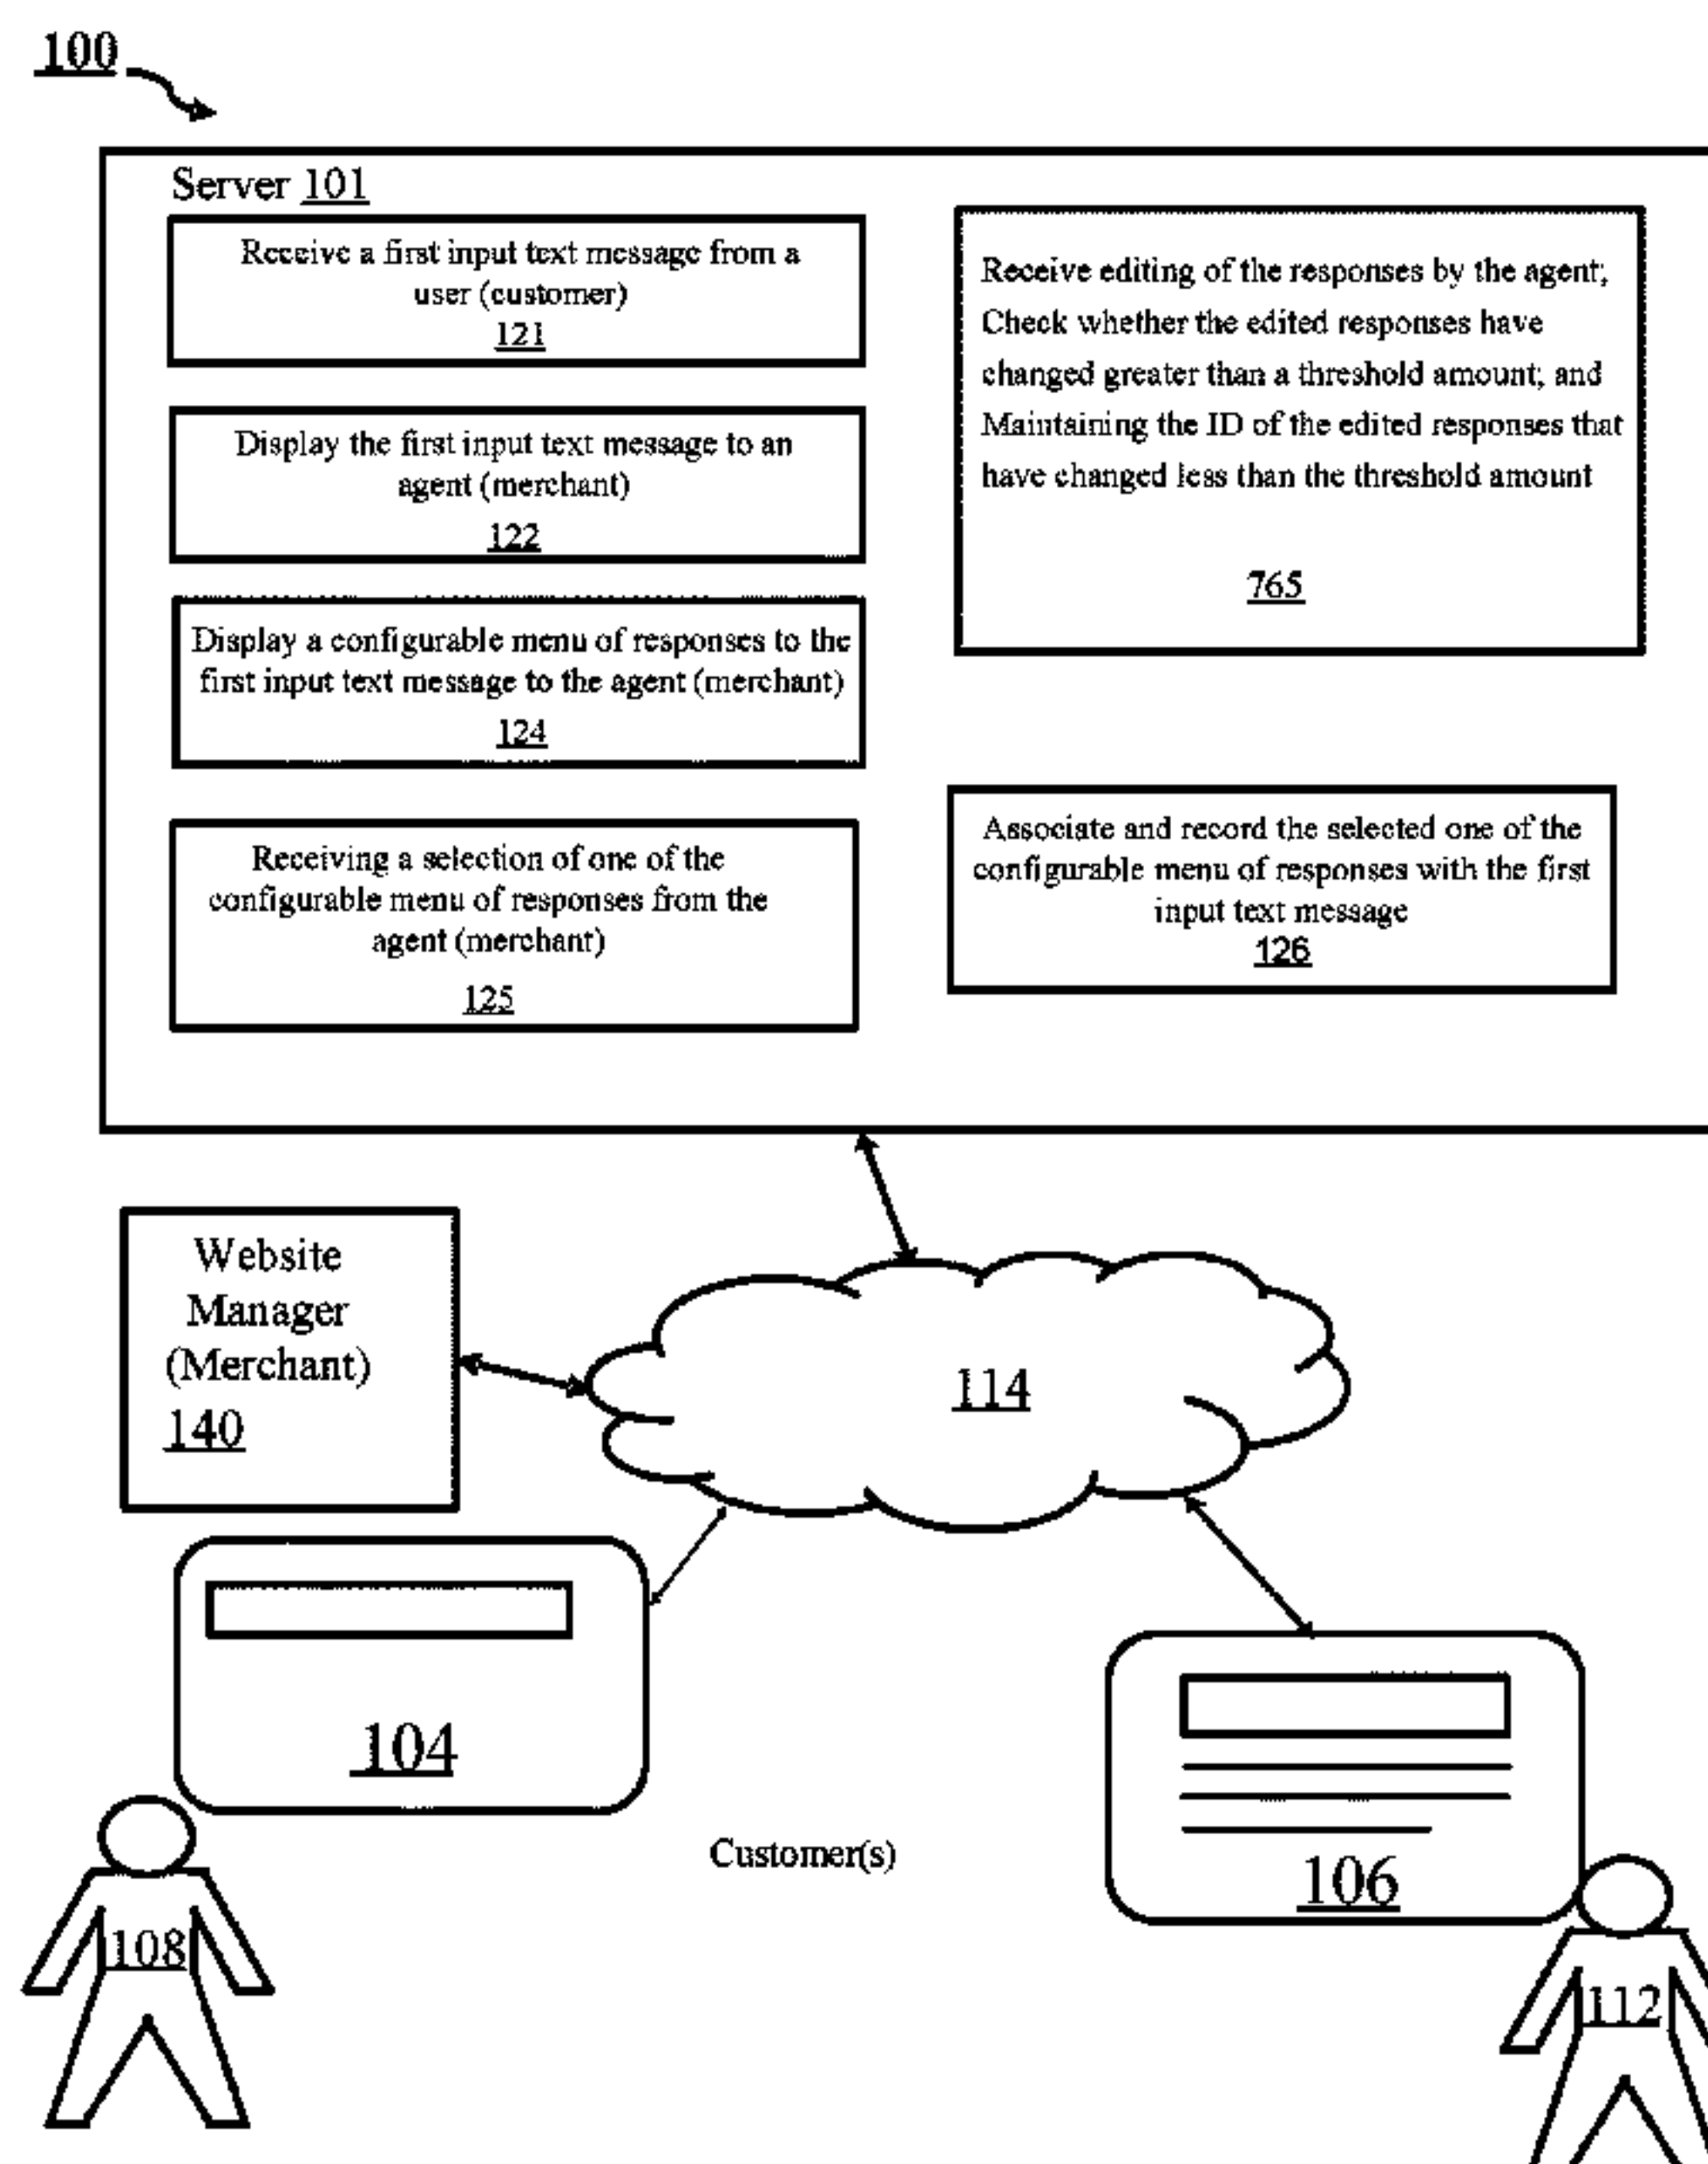 100
Server 101
Receive a first input text message from a
user (customer)
121
Display the first input text message to an
agent (merchant)
122
Display a configurable menu of responses to the
first input text message to the agent (merchant)
124
Receiving a selection of one of the
configurable menu of responses from the
agent (merchant)
125
Receive editing of the responses by the agent;
Check whether the edited responses have
changed greater than a threshold amount; and
Maintaining the ID of the edited responses that
have changed less than the threshold amount
765
Associate and record the selected one of the
configurable menu of responses with the first
input text message
126
Website
Manager
(Merchant)
140
114
104
106
Customer(s)
108
112